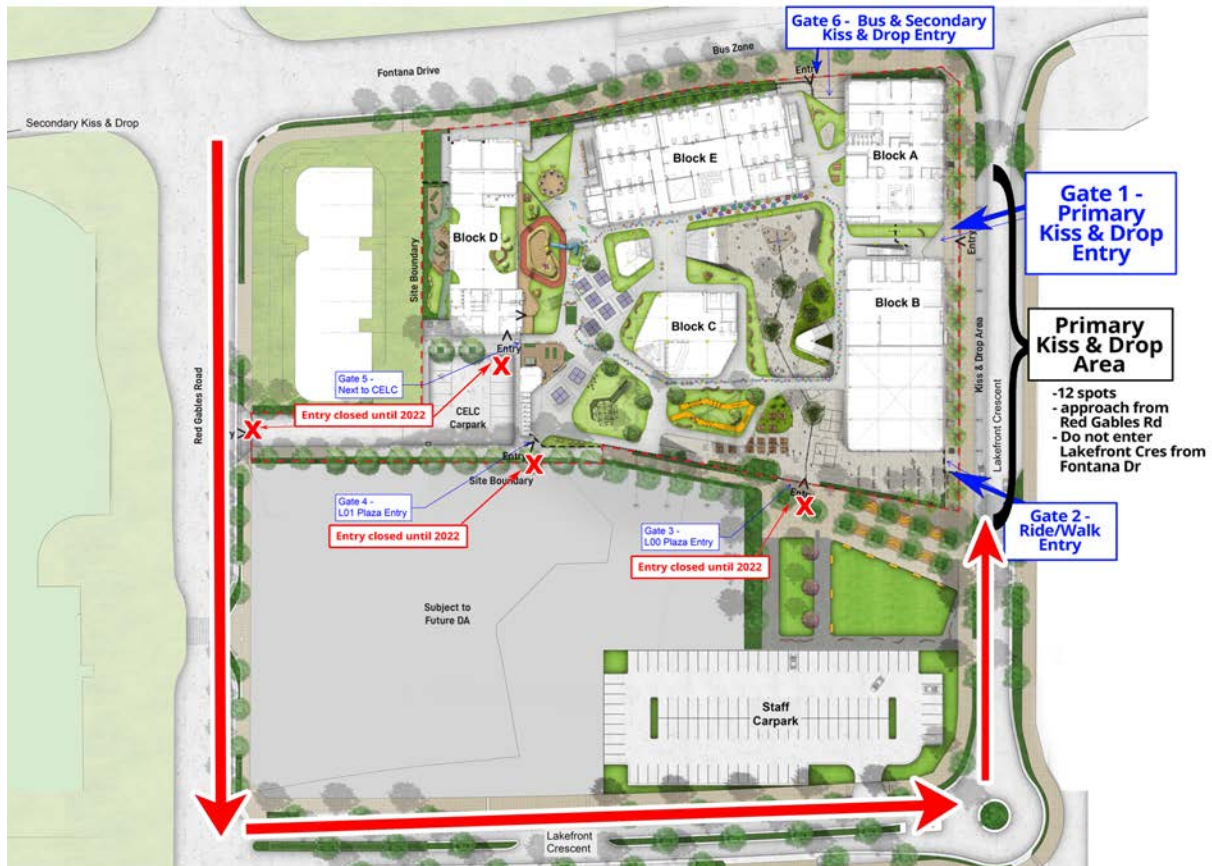 Gate 6 - Bus & Secondary
Kiss & Drop Entry
Bus Zone
Fontana Drive
Entry
Secondary Kiss & Drop
Block E
Block A
Gate 1 -
Primary
Kiss & Drop
Entry
Block D
Site Boundary
Entry
Block B
Block C
Primary
Kiss & Drop
Area
-12 spots
- approach from
Red Gables Rd
- Do not enter
Lakefront Cres from
Fontana Dr
Kiss & Drop Area
Lakefront Crescent
Red Gables Road
Entry
Gate 5 -
Next to CELC
Entry closed until 2022
CELC
Carpark
Entry
Site Boundary
Gate 4 -
L01 Plaza Entry
Entry closed until 2022
Gate 3 -
L00 Plaza Entry
Entry closed until 2022
Gate 2 -
Ride/Walk
Entry
Subject to
Future DA
Staff
Carpark
Lakefront
Crescent